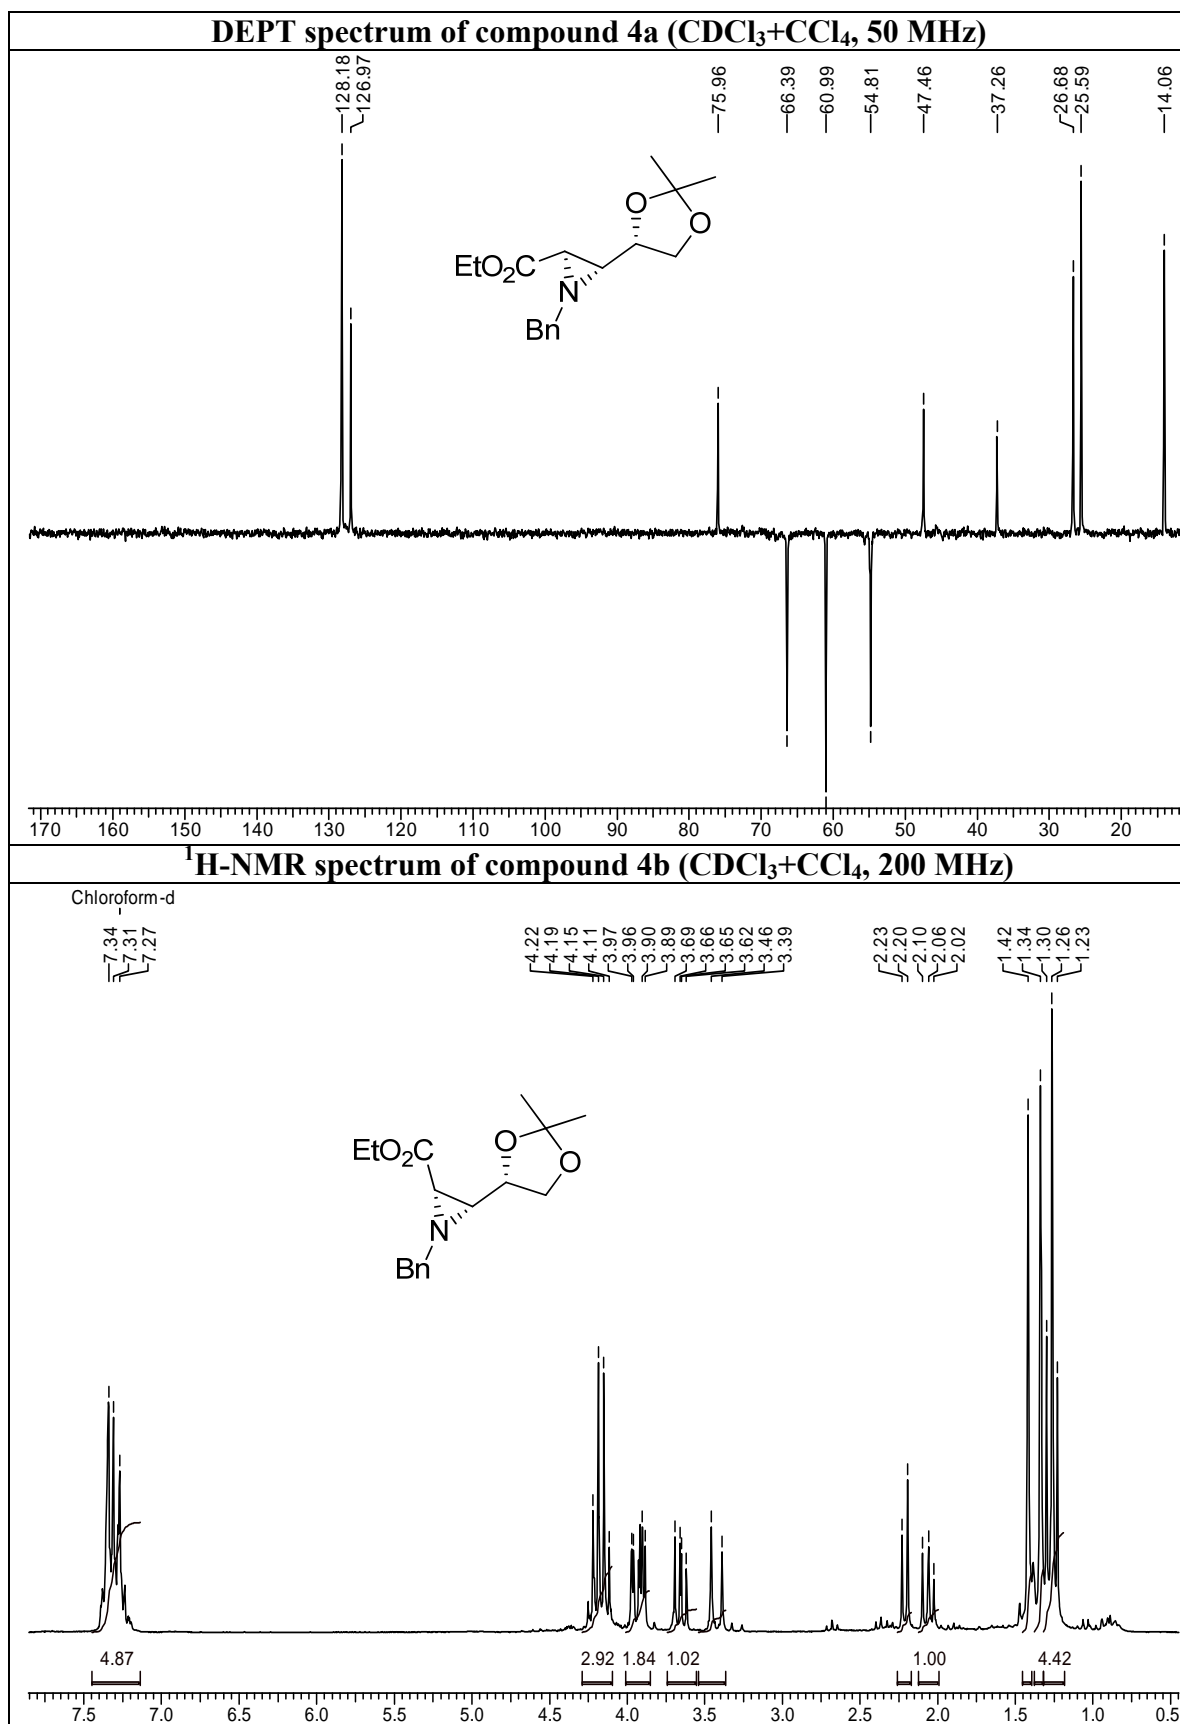 DEPT spectrum of compound 4a (CDCl3+CCl4, 50 MHz)
128.18
126.97
75.96
66.39
60.99
54.81
47.46
37.26
26.68
25.59
14.06
O
O
EtO2C
N
Bn
170 160 150 140 130 120 110 100 90 80 70 60 50 40 30 20
1H-NMR spectrum of compound 4b (CDCl3+CCl4, 200 MHz)
Chloroform-d
7.34
7.31
7.27
4.22
4.19
4.15
4.11
3.97
3.96
3.90
3.89
3.69
3.66
3.65
3.62
3.46
3.39
2.23
2.20
2.10
2.06
2.02
1.42
1.34
1.30
1.26
1.23
EtO2C
O
O
N
Bn
4.87 2.92 1.84 1.02 1.00 4.42
7.5 7.0 6.5 6.0 5.5 5.0 4.5 4.0 3.5 3.0 2.5 2.0 1.5 1.0 0.5